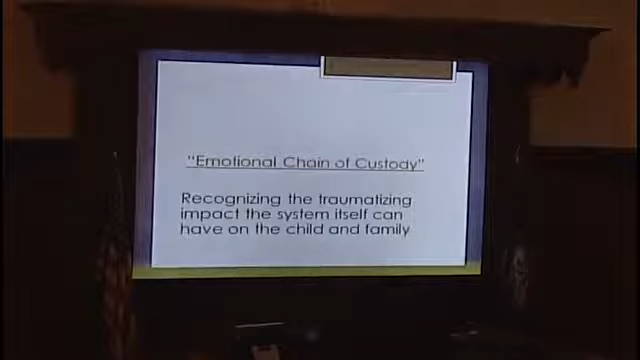 "Emotional Chain of Custody"
Recognizing the traumatizing
impact the system itself can
have on the child and family